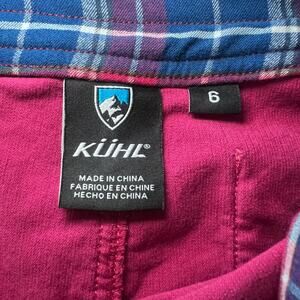 KÜHL®
6
MADE IN CHINA
FABRIQUE EN CHINE
HECHO EN CHINA